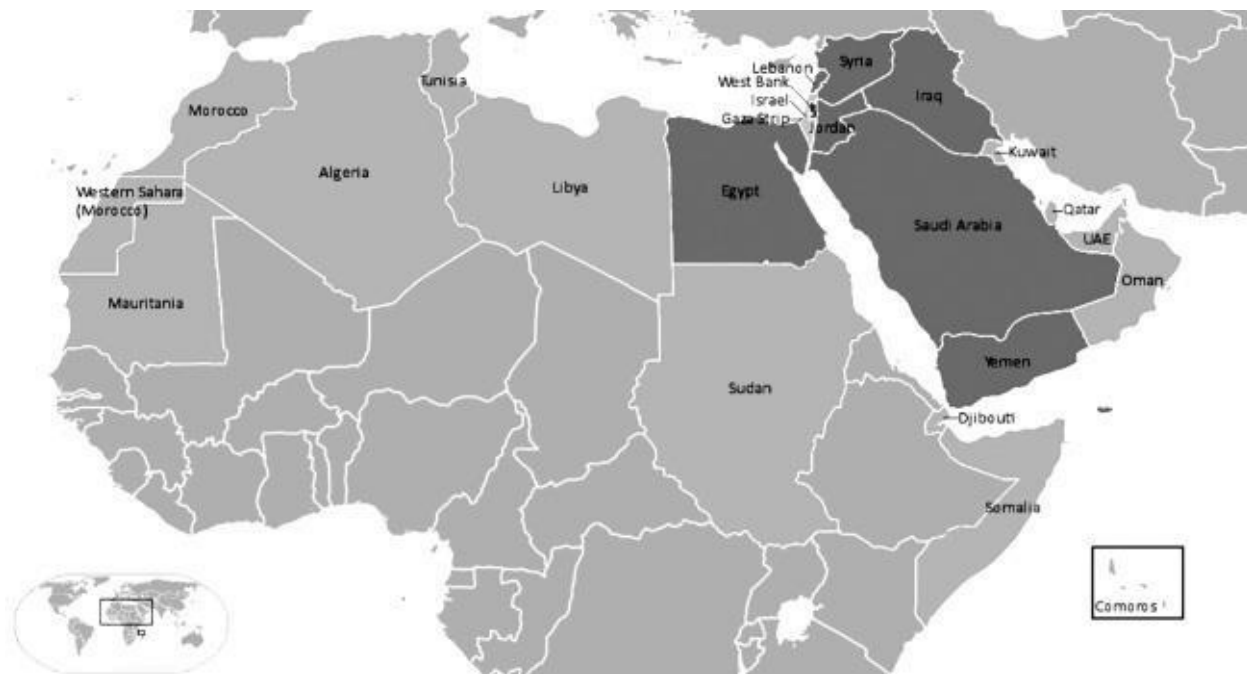 Lebanon
Syria
West Bank
Iraq
Israel
Gaza Strip
Jordan
Tunisia
Morocco
Kuwait
Algeria
Libya
Egypt
Western Sahara
(Morocco)
Qatar
Saudi Arabia
UAE
Oman
Mauritania
Yemen
Sudan
Djibouti
Somalia
Comoros